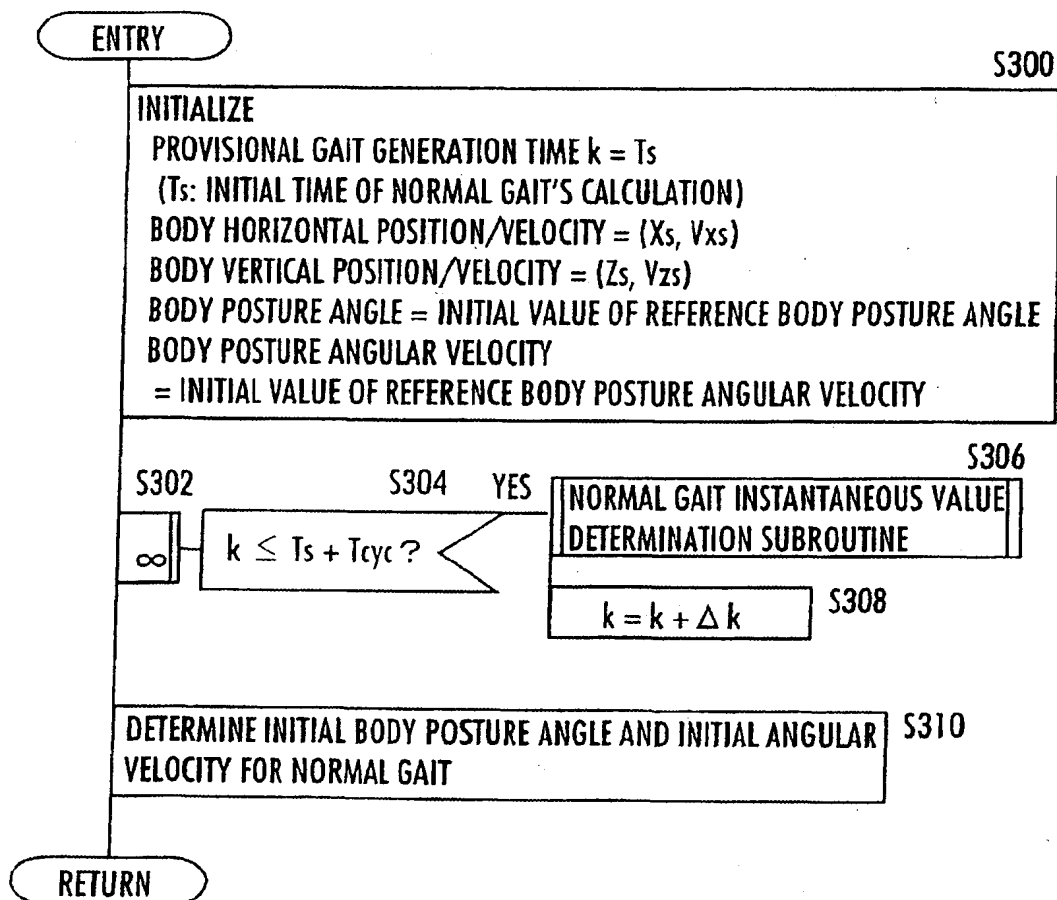 ENTRY
S300
INITIALIZE
PROVISIONAL GAIT GENERATION TIME k = Ts
(Ts: INITIAL TIME OF NORMAL GAIT'S CALCULATION)
BODY HORIZONTAL POSITION/VELOCITY = (Xs, Vxs)
BODY VERTICAL POSITION/VELOCITY = (Zs, Vzs)
BODY POSTURE ANGLE = INITIAL VALUE OF REFERENCE BODY POSTURE ANGLE
BODY POSTURE ANGULAR VELOCITY
= INITIAL VALUE OF REFERENCE BODY POSTURE ANGULAR VELOCITY
S302
∞
S304
k ≤ Ts + Tcyc ?
YES
S306
NORMAL GAIT INSTANTANEOUS VALUE
DETERMINATION SUBROUTINE
k = k + Δ k
S308
DETERMINE INITIAL BODY POSTURE ANGLE AND INITIAL ANGULAR
VELOCITY FOR NORMAL GAIT
S310
RETURN